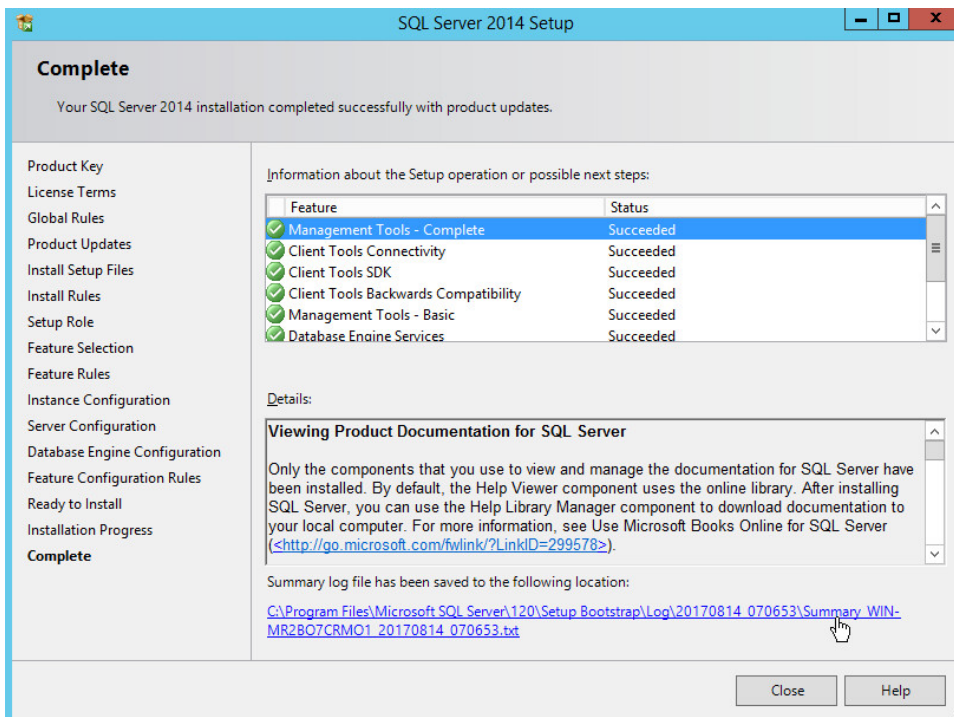 SQL Server 2014 Setup
Complete
Your SQL Server 2014 installation completed successfully with product updates.
Product Key
License Terms
Global Rules
Product Updates
Install Setup Files
Install Rules
Setup Role
Feature Selection
Feature Rules
Instance Configuration
Server Configuration
Database Engine Configuration
Feature Configuration Rules
Ready to Install
Installation Progress
Complete
Information about the Setup operation or possible next steps:
Feature Status
Management Tools - Complete Succeeded
Client Tools Connectivity Succeeded
Client Tools SDK Succeeded
Client Tools Backwards Compatibility Succeeded
Management Tools - Basic Succeeded
Database Engine Services Succeeded
Details:
Viewing Product Documentation for SQL Server
Only the components that you use to view and manage the documentation for SQL Server have
been installed. By default, the Help Viewer component uses the online library. After installing
SQL Server, you can use the Help Library Manager component to download documentation to
your local computer. For more information, see Use Microsoft Books Online for SQL Server
(<http://go.microsoft.com/fwlink/?LinkID=299578>).
Summary log file has been saved to the following location:
C:\Program Files\Microsoft SQL Server\120\Setup Bootstrap\Log\20170814_070653\Summary_WIN-
MR2BO7CRMO1_20170814_070653.txt
Close Help